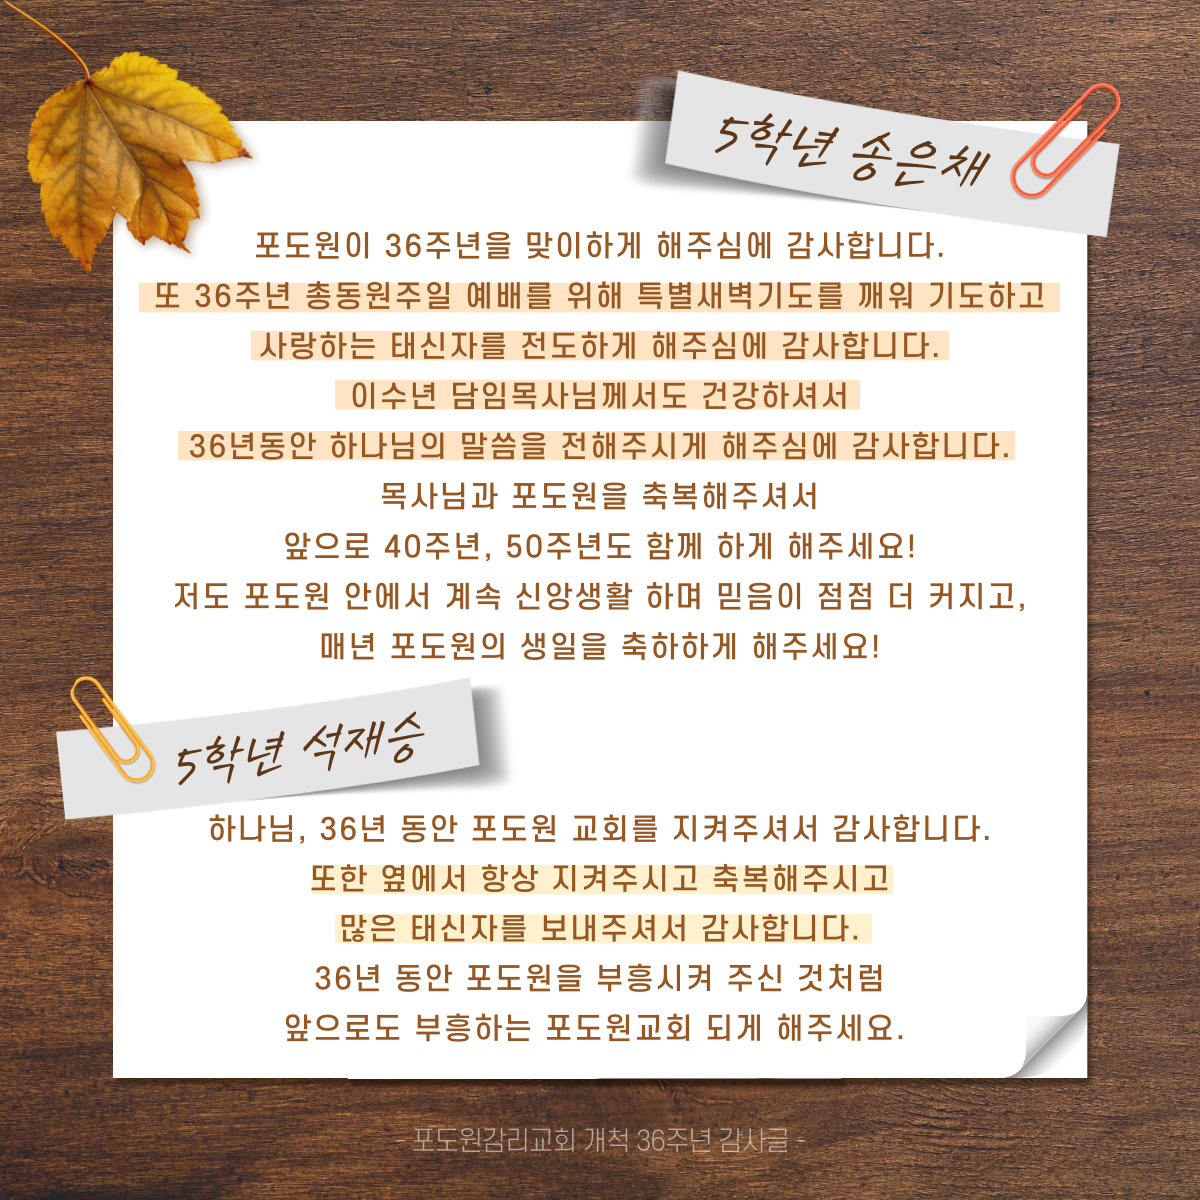 5학년 송은채
포도원이 36주년을 맞이하게 해주심에 감사합니다.
또 36주년 총동원주일 예배를 위해 특별새벽기도를 깨워 기도하고
사랑하는 태신자를 전도하게 해주심에 감사합니다.
이수년 담임목사님께서도 건강하셔서
36년동안 하나님의 말씀을 전해주시게 해주심에 감사합니다.
목사님과 포도원을 축복해주셔서
앞으로 40주년, 50주년도 함께 하게 해주세요!
저도 포도원 안에서 계속 신앙생활 하며 믿음이 점점 더 커지고,
매년 포도원의 생일을 축하하게 해주세요!
5학년 석재승
하나님, 36년 동안 포도원 교회를 지켜주셔서 감사합니다.
또한 옆에서 항상 지켜주시고 축복해주시고
많은 태신자를 보내주셔서 감사합니다.
36년 동안 포도원을 부흥시켜 주신 것처럼
앞으로도 부흥하는 포도원교회 되게 해주세요.
- 포도원감리교회 개척 36주년 감사글 -